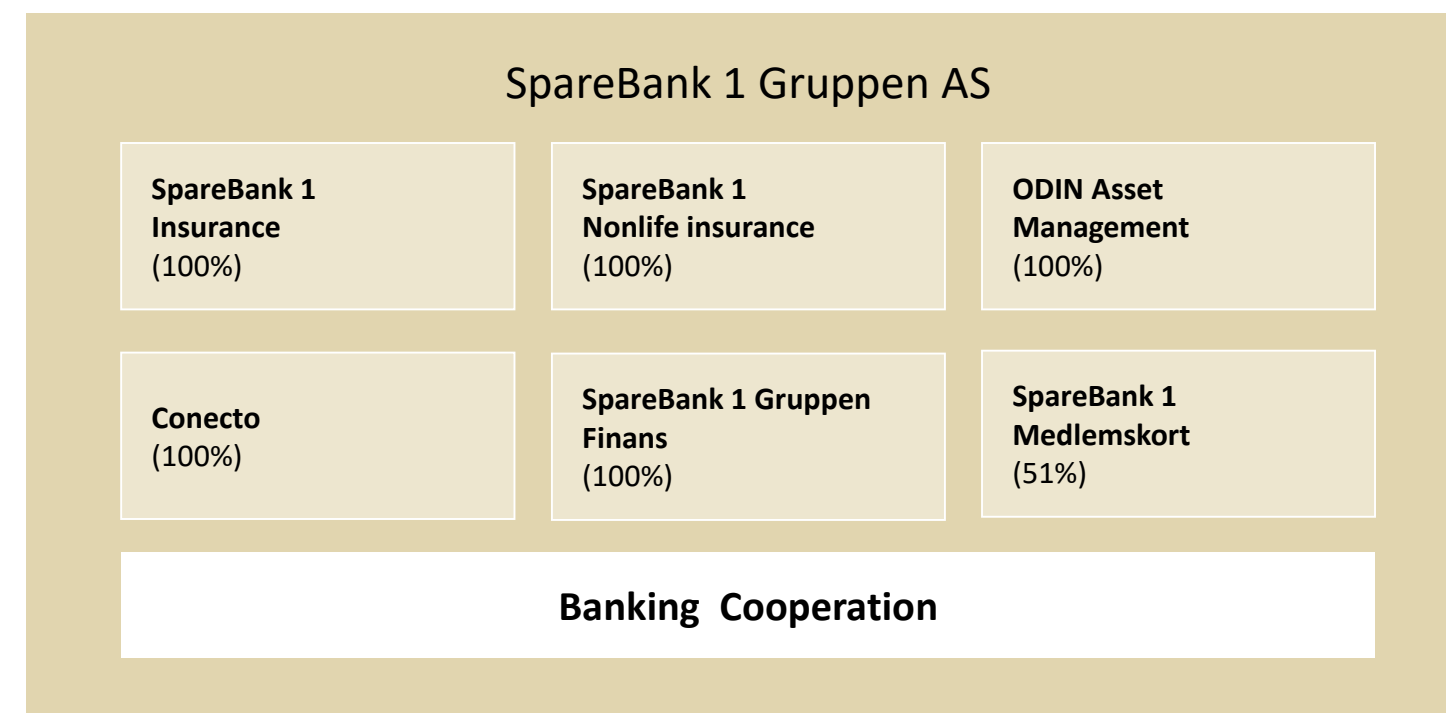 SpareBank 1 Gruppen AS
SpareBank 1
Insurance
(100%)
SpareBank 1
Nonlife insurance
(100%)
ODIN Asset
Management
(100%)
Conecto
(100%)
SpareBank 1 Gruppen
Finans
(100%)
SpareBank 1
Medlemskort
(51%)
Banking  Cooperation